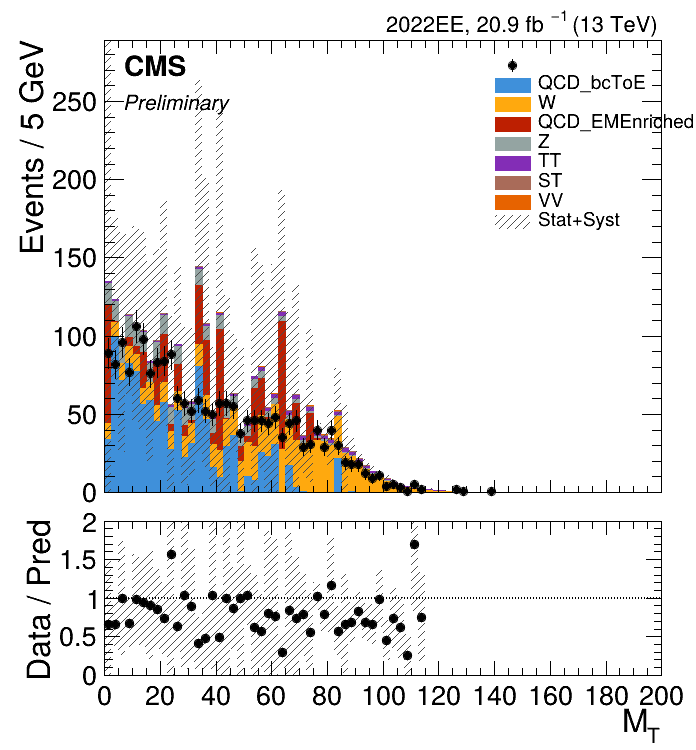 2022EE, 20.9 fb ⁻¹ (13 TeV)
CMS
Preliminary
QCD_bcToE
W
QCD_EMEnriched
Z
TT
ST
VV
Stat+Syst
Events / 5 GeV
250
200
150
100
50
0
Data / Pred
2
1.5
1
0.5
0
0 20 40 60 80 100 120 140 160 180 200
M_T